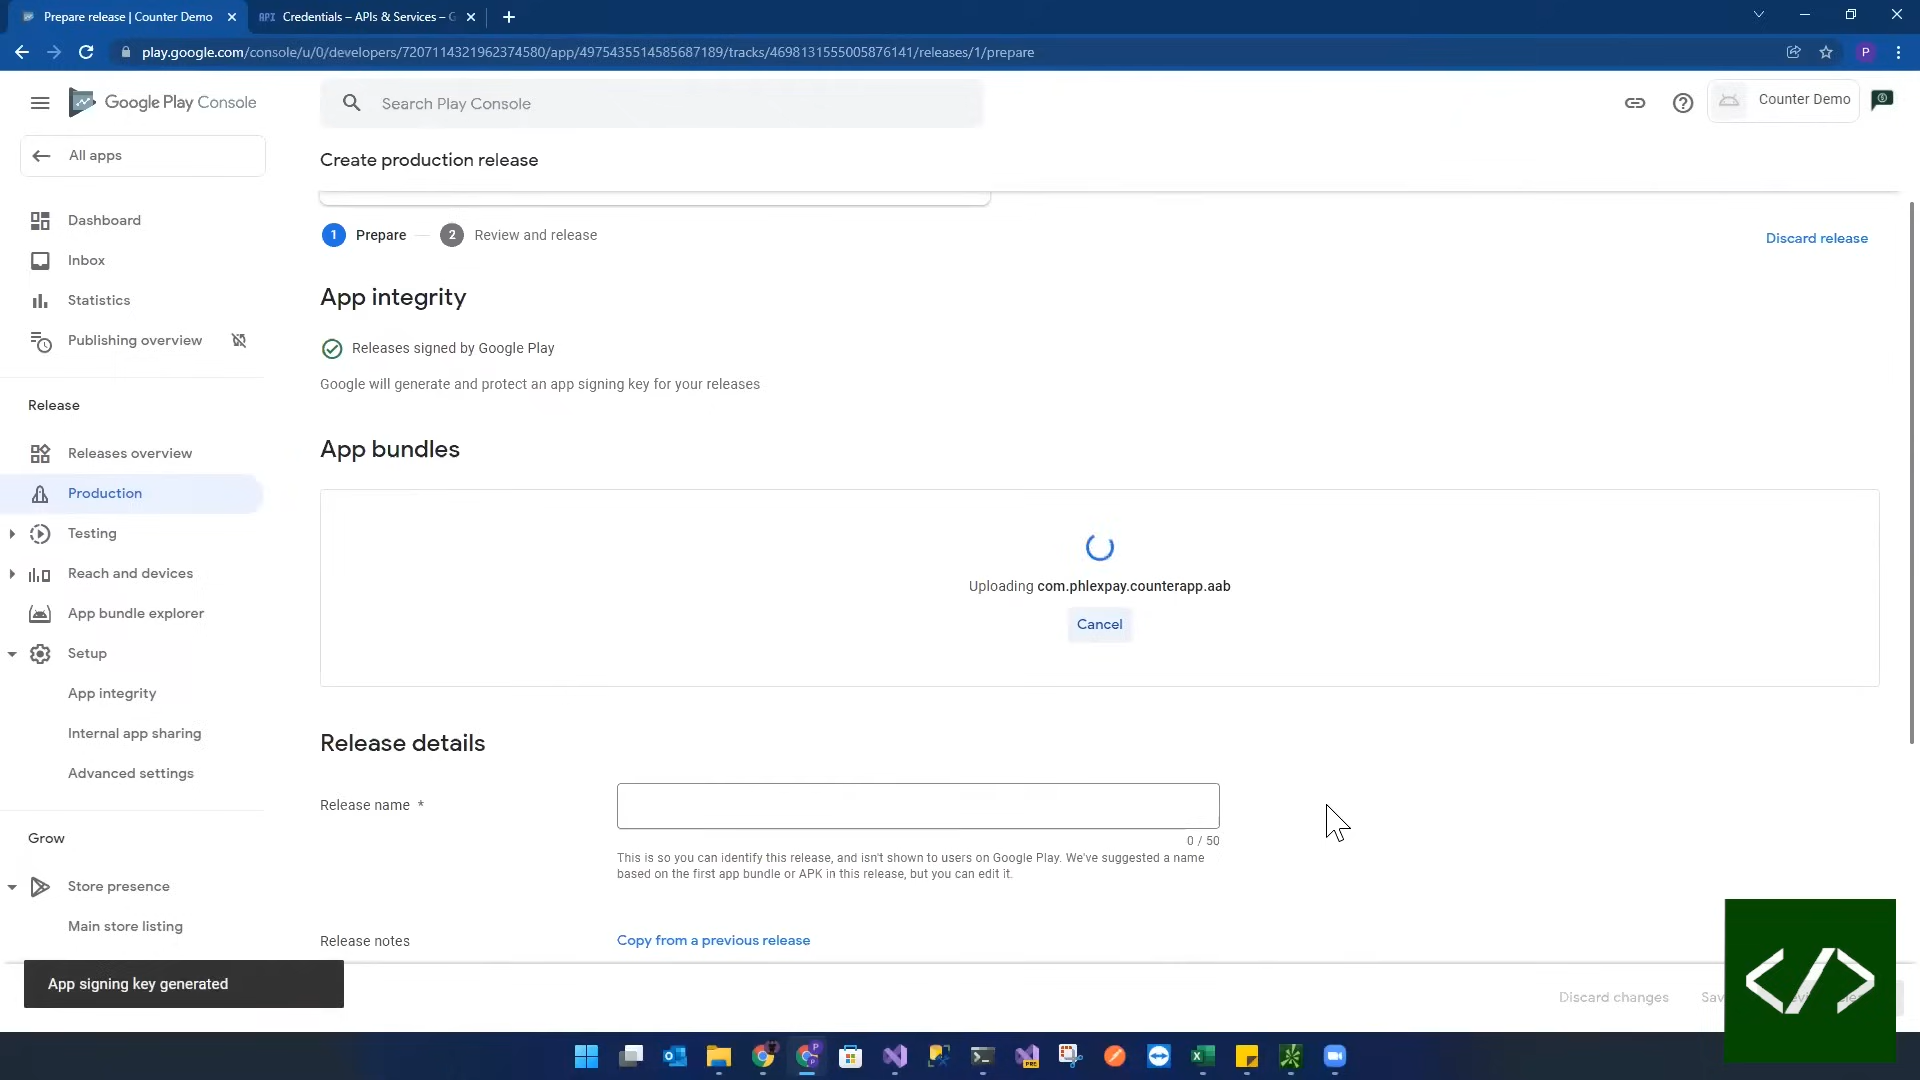 Prepare release | Counter Demo
API Credentials – APIs & Services – G
play.google.com/console/u/0/developers/7207114321962374580/app/4975435514585687189/tracks/4698131555005876141/releases/1/prepare
P
Google Play Console
Search Play Console
Counter Demo
All apps
Create production release
1 Prepare
2 Review and release
Discard release
Dashboard
Inbox
Statistics
Publishing overview
App integrity
Releases signed by Google Play
Google will generate and protect an app signing key for your releases
Release
Releases overview
Production
Testing
Reach and devices
App bundle explorer
Setup
App integrity
Internal app sharing
Advanced settings
App bundles
Uploading com.phlexpay.counterapp.aab
Cancel
Release details
Release name *
0 / 50
This is so you can identify this release, and isn't shown to users on Google Play. We've suggested a name
based on the first app bundle or APK in this release, but you can edit it.
Grow
Store presence
Main store listing
Release notes
Copy from a previous release
App signing key generated
Discard changes
Sav
</>